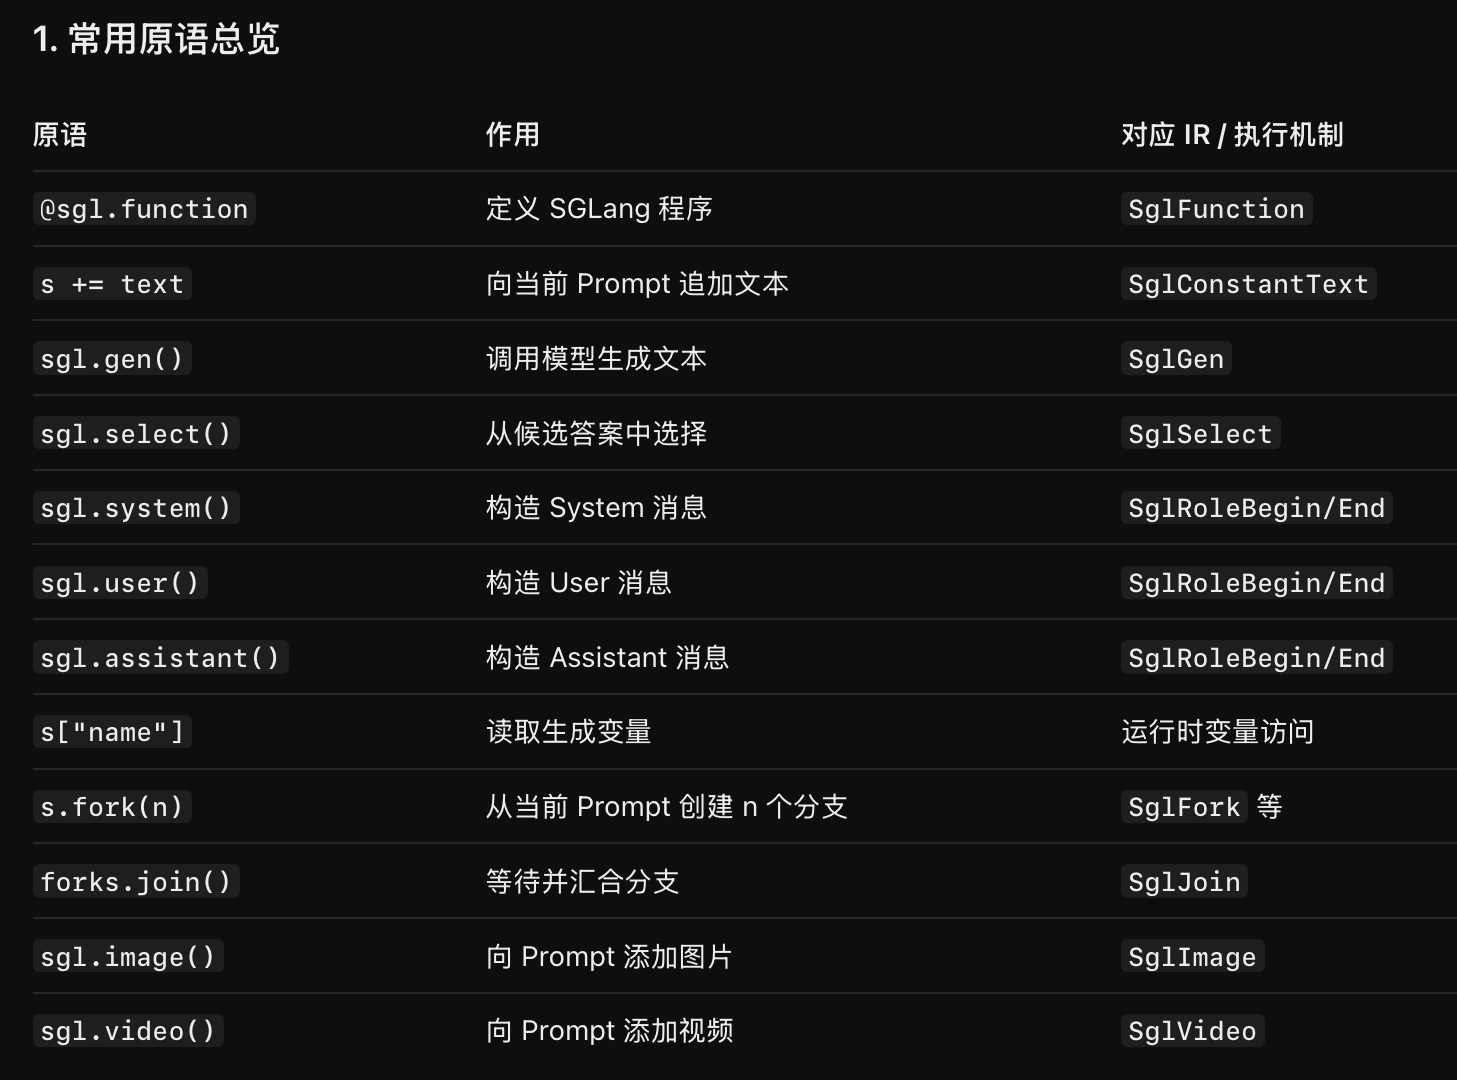 1. 常用原语总览
原语 作用 对应 IR / 执行机制
@sgl.function 定义 SGLang 程序 SglFunction
s += text 向当前 Prompt 追加文本 SglConstantText
sgl.gen() 调用模型生成文本 SglGen
sgl.select() 从候选答案中选择 SglSelect
sgl.system() 构造 System 消息 SglRoleBegin/End
sgl.user() 构造 User 消息 SglRoleBegin/End
sgl.assistant() 构造 Assistant 消息 SglRoleBegin/End
s["name"] 读取生成变量 运行时变量访问
s.fork(n) 从当前 Prompt 创建 n 个分支 SglFork 等
forks.join() 等待并汇合分支 SglJoin
sgl.image() 向 Prompt 添加图片 SglImage
sgl.video() 向 Prompt 添加视频 SglVideo